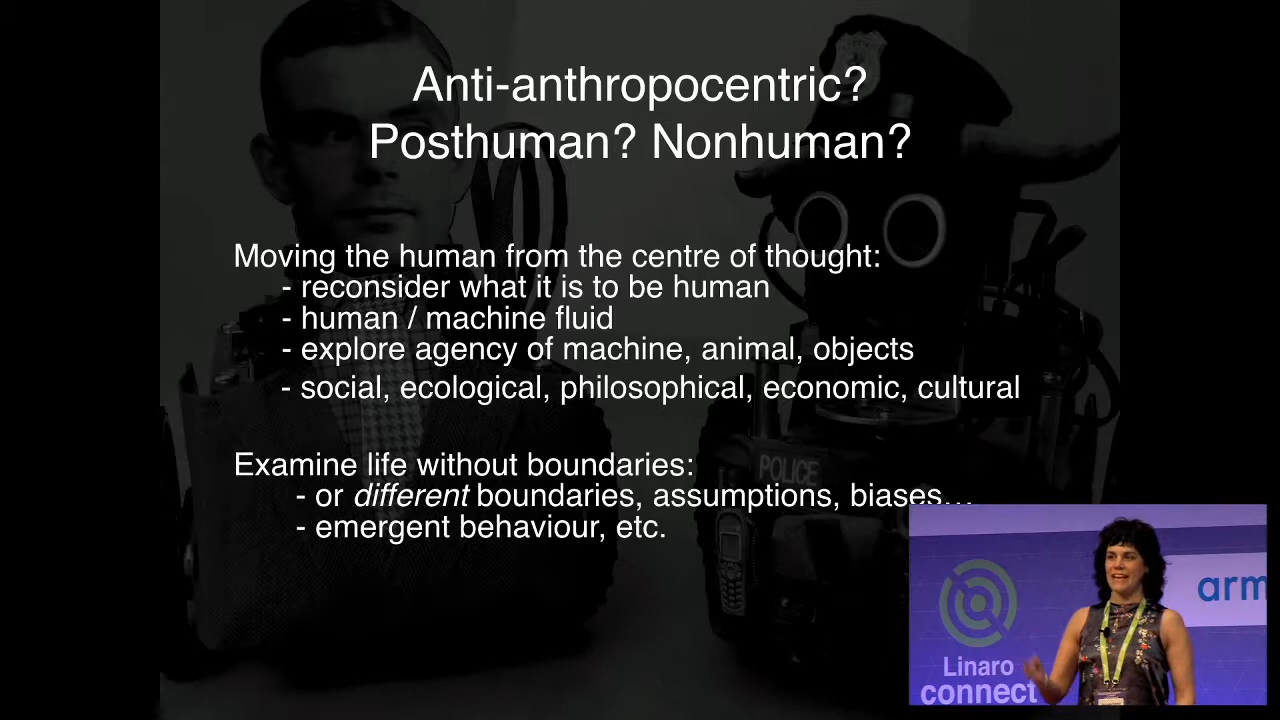 Anti-anthropocentric?
Posthuman? Nonhuman?
Moving the human from the centre of thought:
- reconsider what it is to be human
- human / machine fluid
- explore agency of machine, animal, objects
- social, ecological, philosophical, economic, cultural
Examine life without boundaries:
- or different boundaries, assumptions, biases...
- emergent behaviour, etc.
POLICE
arm
Linaro
connect